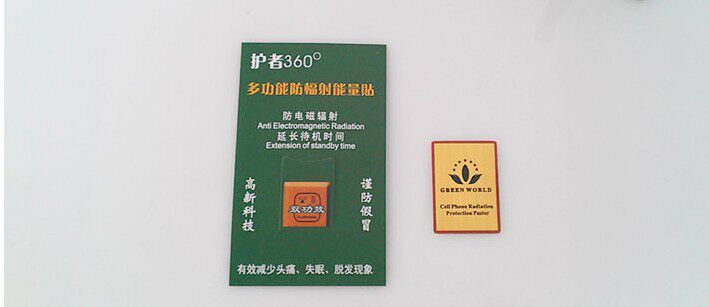 护者360°
多功能防幅射能量貼
防电磁辐射
Anti Electromagnetic Radiation
延长待机时间
Extension of standby time
高新科技
双功效
谨防假冒
有效减少头痛、失眠、脱发现象
GREEN WORLD
Cell Phone Radiation
Protection Paster